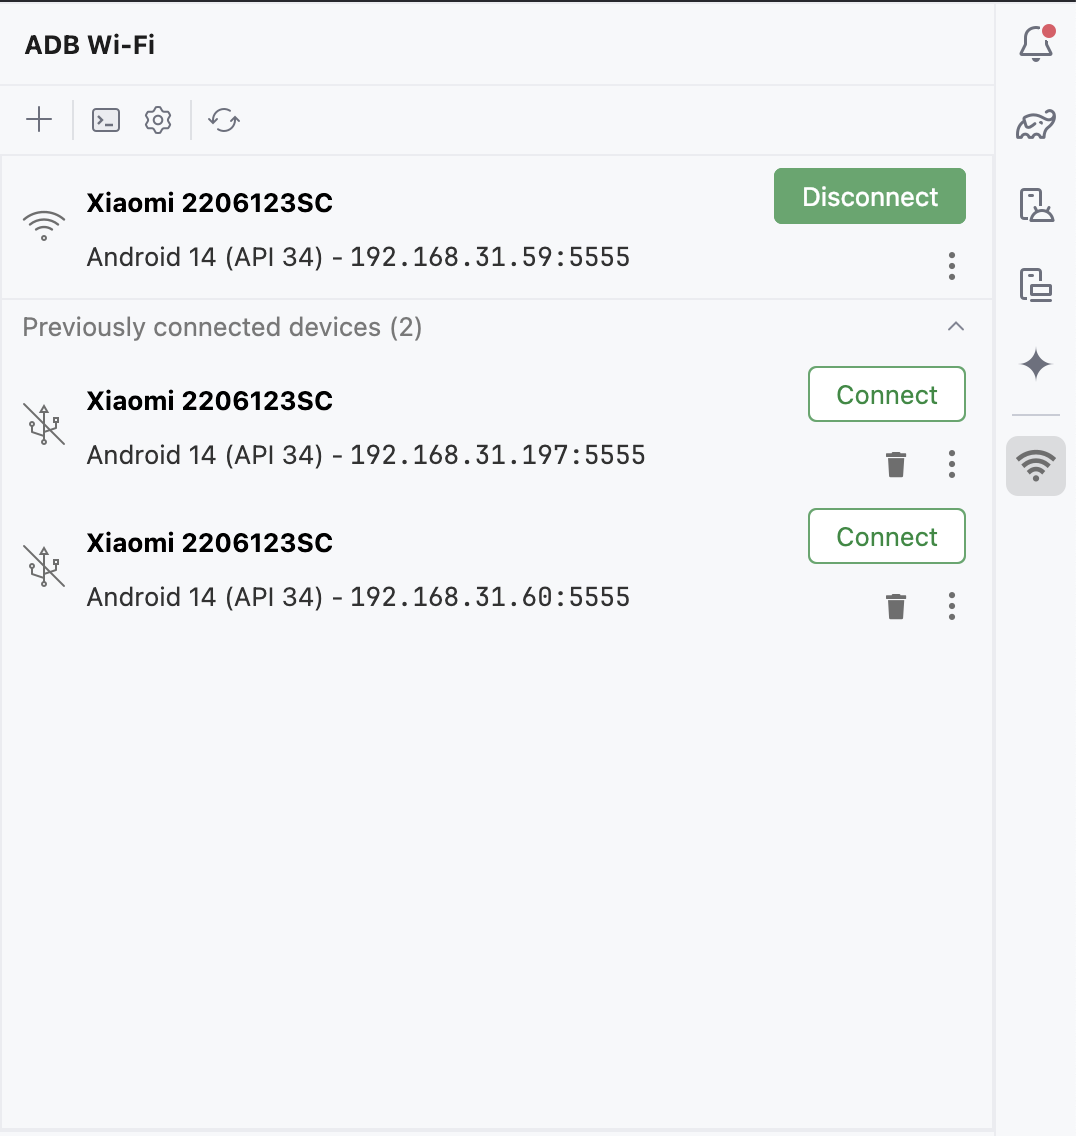 ADB Wi-Fi
Xiaomi 2206123SC
Disconnect
Android 14 (API 34) - 192.168.31.59:5555
Previously connected devices (2)
Xiaomi 2206123SC
Connect
Android 14 (API 34) - 192.168.31.197:5555
Xiaomi 2206123SC
Connect
Android 14 (API 34) - 192.168.31.60:5555